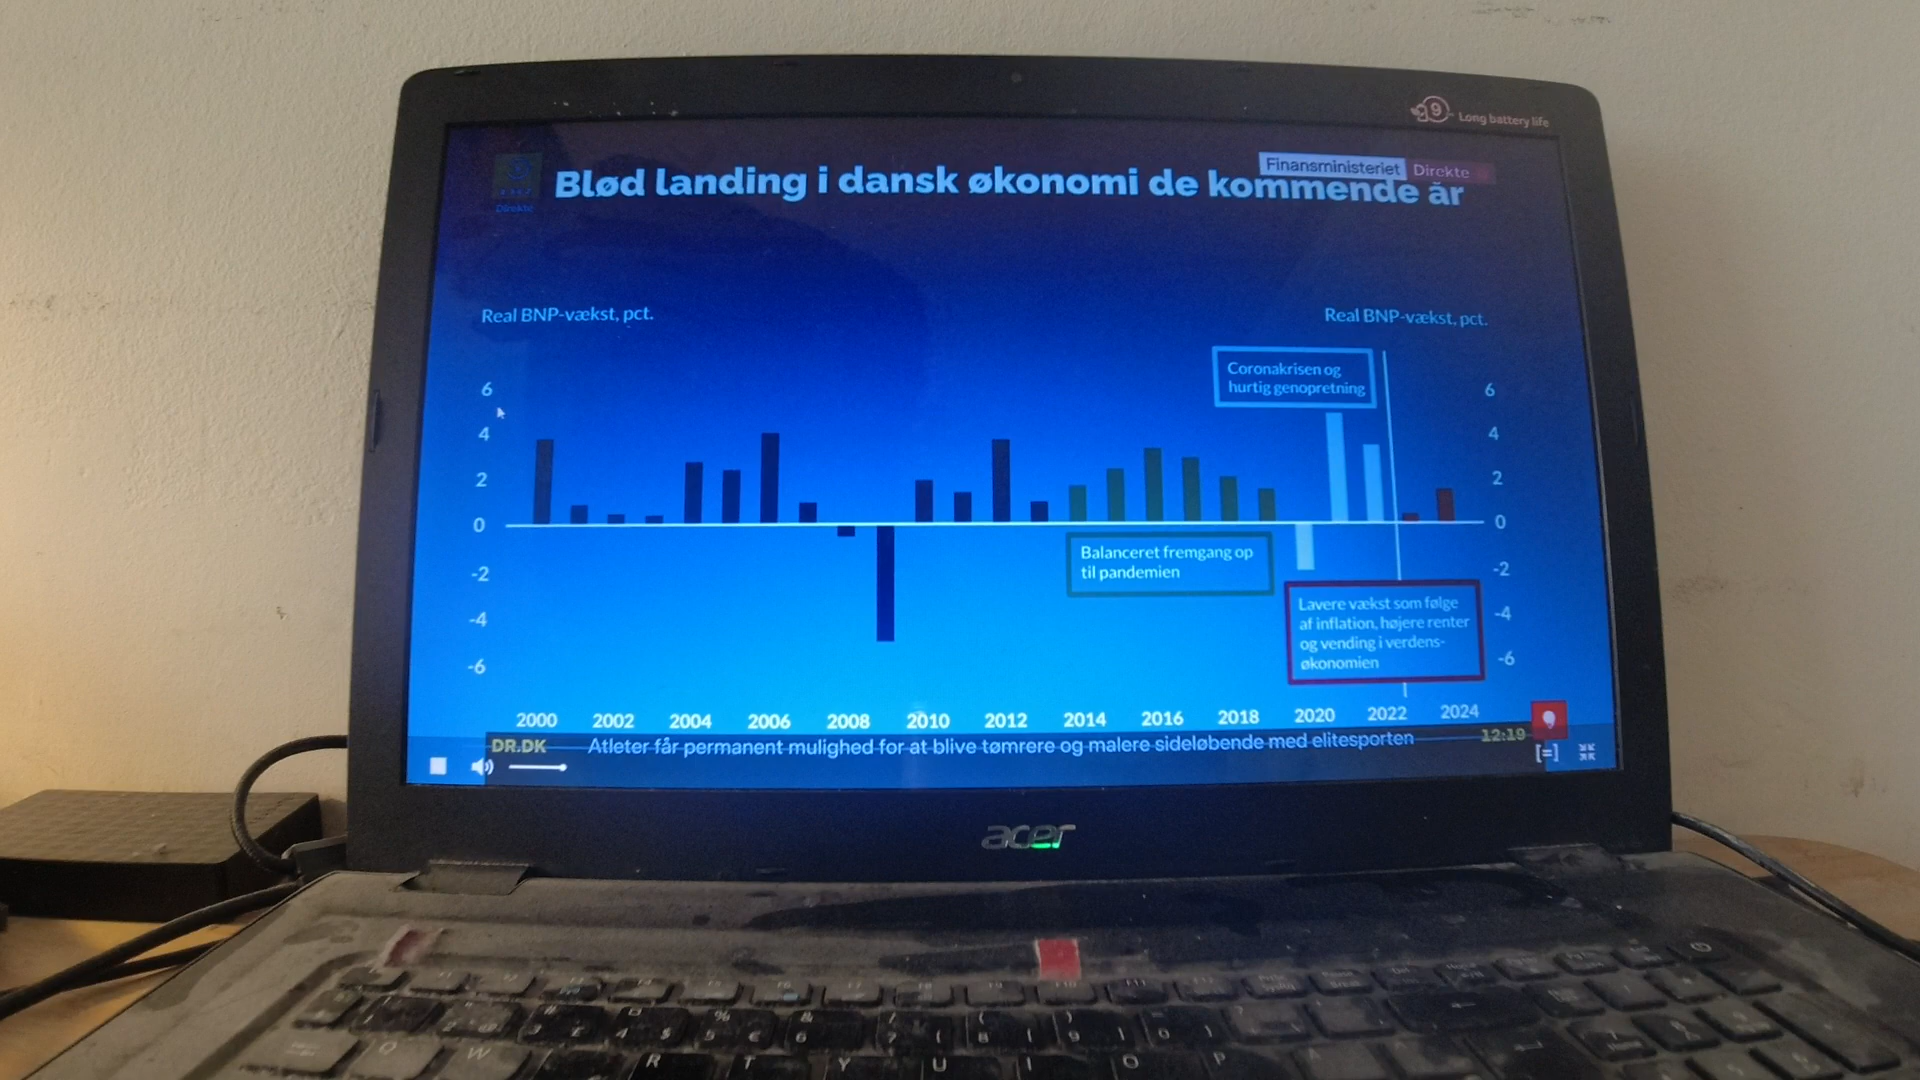 Long battery life
Finansministeriet Direkte
Direkte
Blød landing i dansk økonomi de kommende år
Real BNP-vækst, pct.
Real BNP-vækst, pct.
Coronakrisen og
hurtig genopretning
6
4
2
0
-2
-4
-6
6
4
2
0
-2
-4
-6
Balanceret fremgang op
til pandemien
Lavere vækst som følge
af inflation, højere renter
og vending i verdens-
økonomien
2000 2002 2004 2006 2008 2010 2012 2014 2016 2018 2020 2022 2024
DR.DK Atleter får permanent mulighed for at blive tømrere og malere sideløbende med elitesporten 12:19
[=]
acer
R T Y U I O P